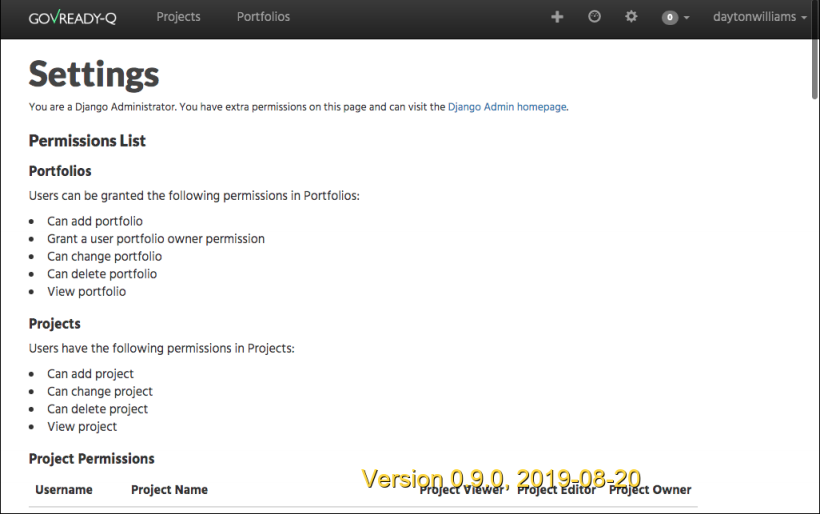 GOVREADY-Q Projects Portfolios 0 daytonwilliams
Settings
You are a Django Administrator. You have extra permissions on this page and can visit the Django Admin homepage.
Permissions List
Portfolios
Users can be granted the following permissions in Portfolios:
• Can add portfolio
• Grant a user portfolio owner permission
• Can change portfolio
• Can delete portfolio
• View portfolio
Projects
Users have the following permissions in Projects:
• Can add project
• Can change project
• Can delete project
• View project
Project Permissions
Version 0.9.0, 2019-08-20
Username Project Name Project Viewer Project Editor Project Owner